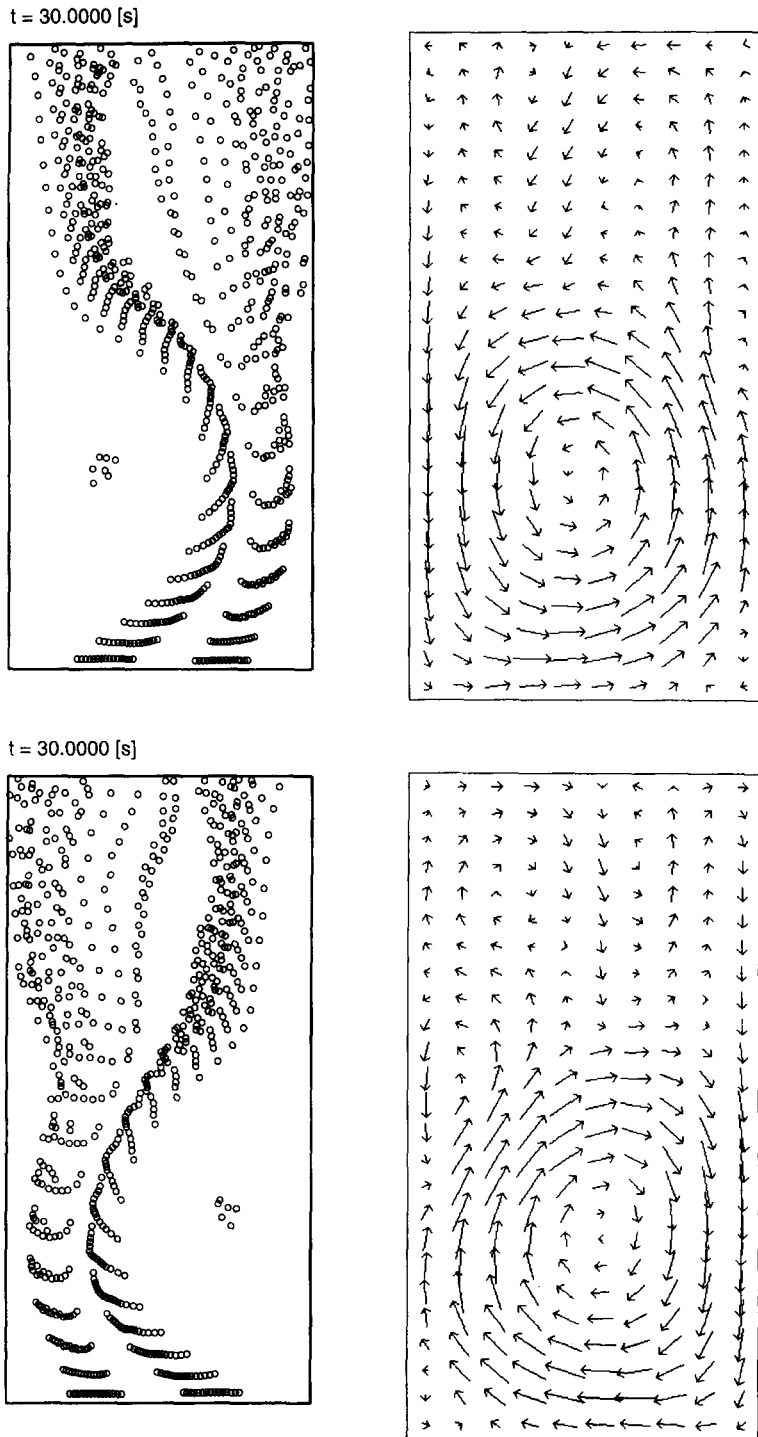 t = 30.0000 [s]
t = 30.0000 [s]